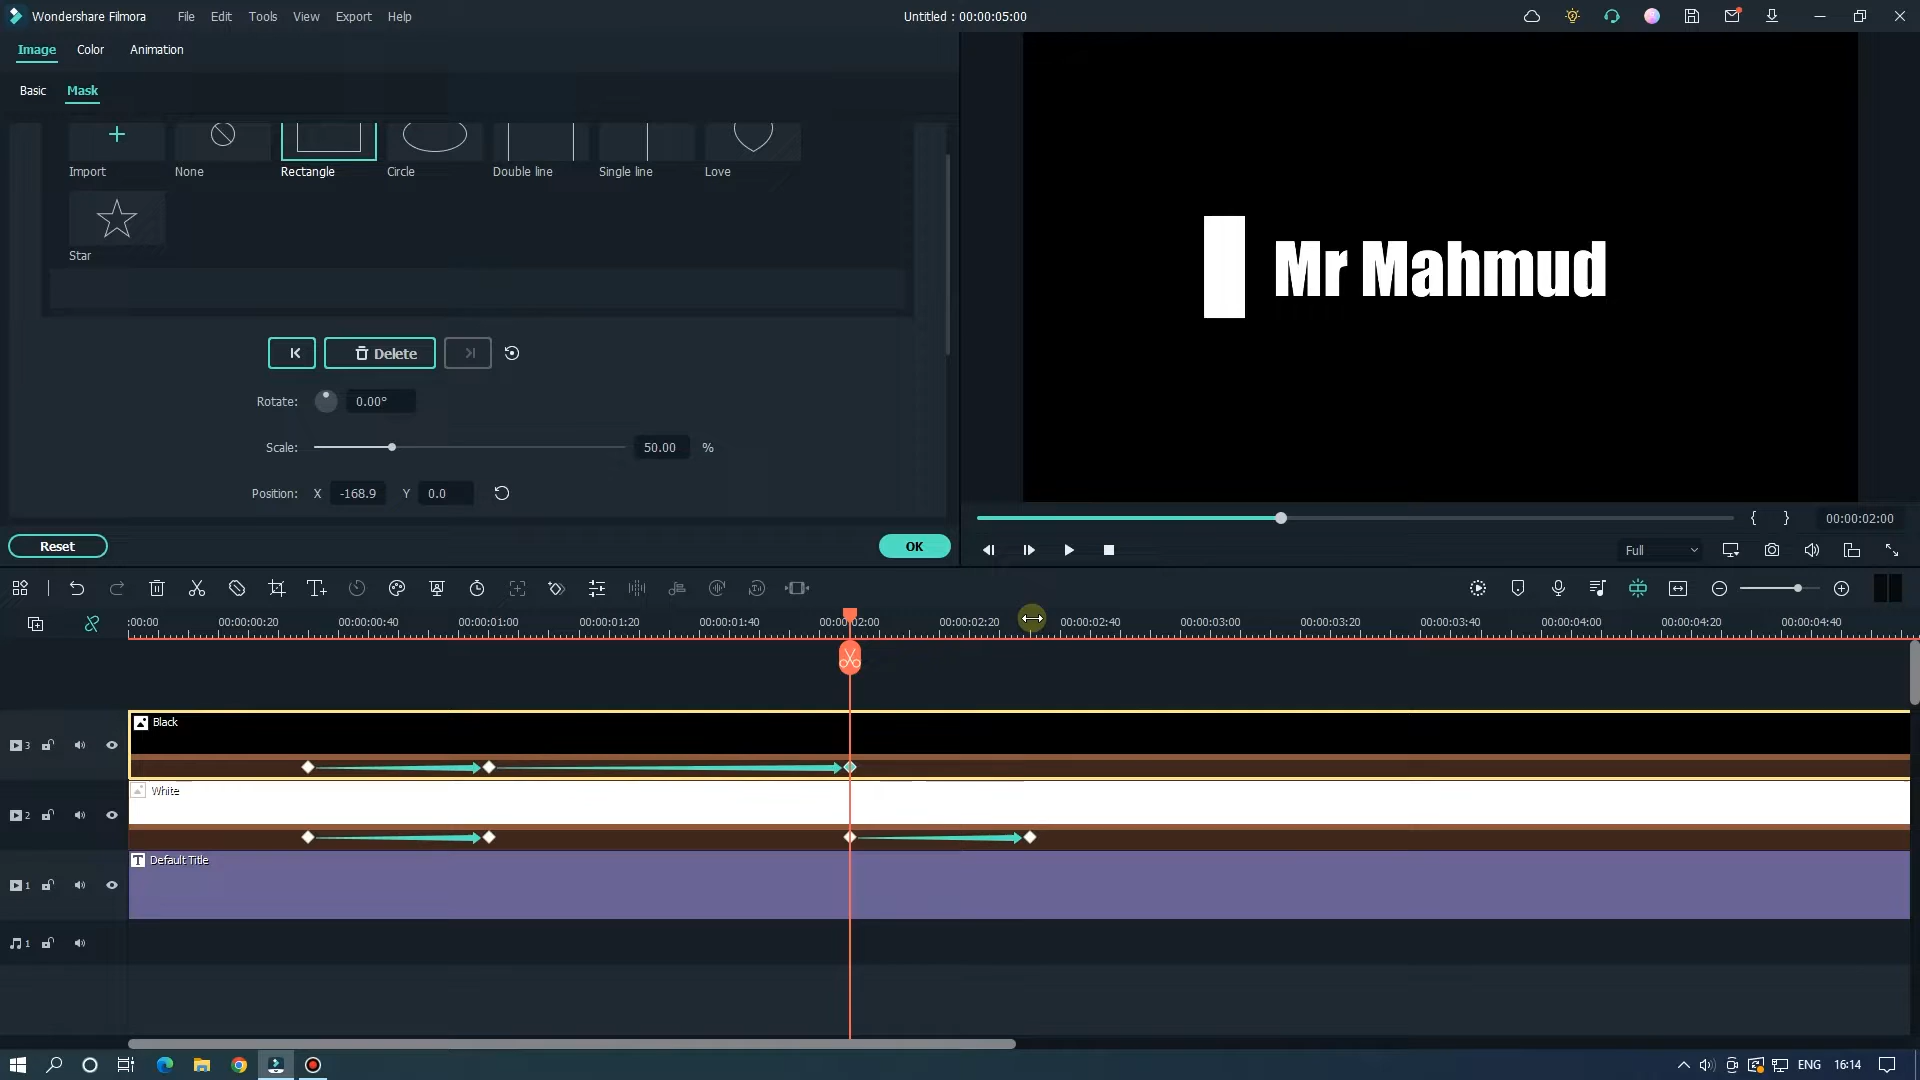 Wondershare Filmora File Edit Tools View Export Help Untitled : 00:00:05:00
Image Color Animation
Basic Mask
Import None Rectangle Circle Double line Single line Love
Star
Delete
Rotate: 0.00°
Scale: 50.00 %
Position: X -168.9 Y 0.0
Reset OK
Mr Mahmud
{ } 00:00:02:00
Full
:00:00 00:00:00:20 00:00:00:40 00:00:01:00 00:00:01:20 00:00:01:40 00:00:02:00 00:00:02:20 00:00:02:40 00:00:03:00 00:00:03:20 00:00:03:40 00:00:04:00 00:00:04:20 00:00:04:40
3 Black
2 White
1 T Default Title
1
ENG 16:14